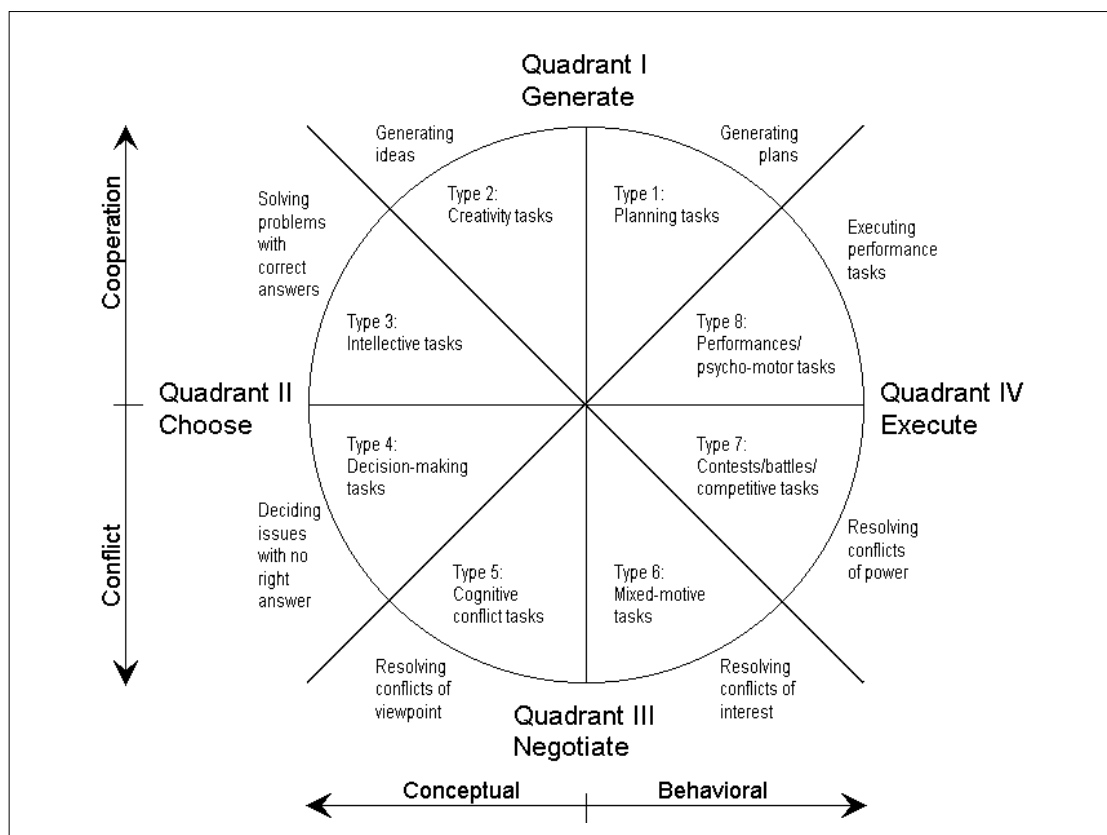 Quadrant I
Generate
Generating
ideas
Generating
plans
Cooperation
Solving
problems
with
correct
answers
Type 2:
Creativity tasks
Type 1:
Planning tasks
Executing
performance
tasks
Type 3:
Intellective tasks
Type 8:
Performances/
psycho-motor tasks
Quadrant II
Choose
Quadrant IV
Execute
Conflict
Type 4:
Decision-making
tasks
Type 7:
Contests/battles/
competitive tasks
Deciding
issues
with no
right
answer
Type 5:
Cognitive
conflict tasks
Type 6:
Mixed-motive
tasks
Resolving
conflicts
of power
Resolving
conflicts of
viewpoint
Quadrant III
Negotiate
Resolving
conflicts of
interest
Conceptual
Behavioral